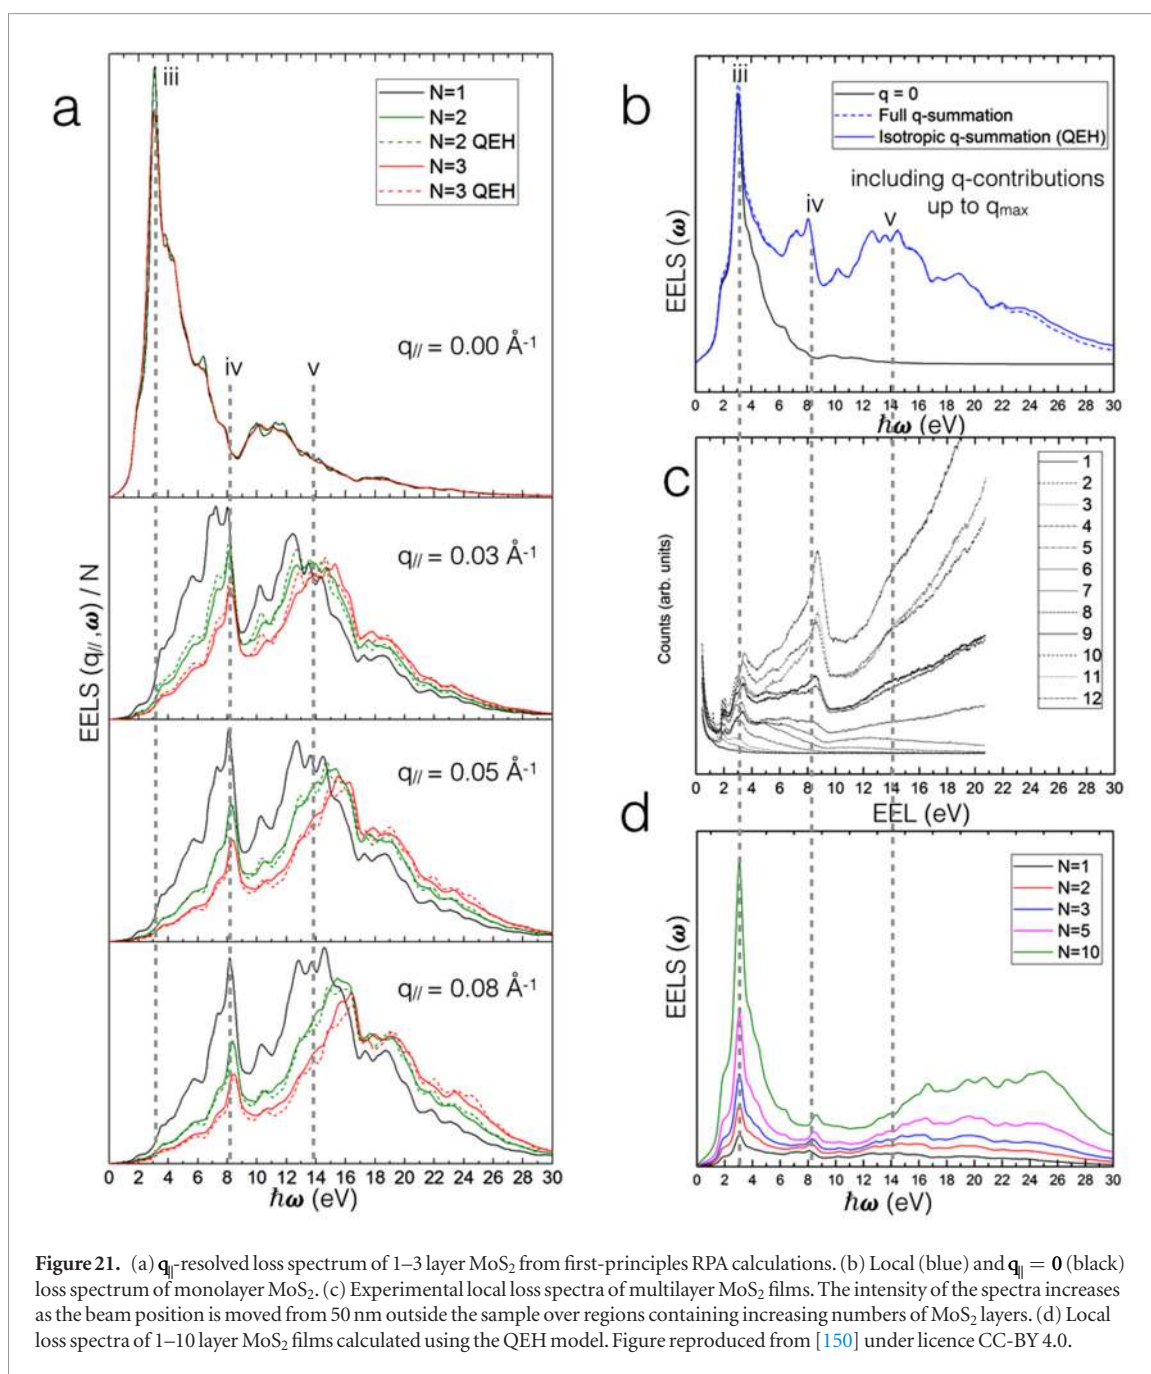 a
iii
N=1
N=2
N=2 QEH
N=3
N=3 QEH
q// = 0.00 Å-1
iv
v
q// = 0.03 Å-1
q// = 0.05 Å-1
q// = 0.08 Å-1
EELS (q//,ω) / N
0 2 4 6 8 10 12 14 16 18 20 22 24 26 28 30
ħω (eV)
b
iii
q = 0
Full q-summation
Isotropic q-summation (QEH)
including q-contributions
up to qmax
iv
v
EELS (ω)
0 2 4 6 8 10 12 14 16 18 20 22 24 26 28 30
ħω (eV)
c
1
2
3
4
5
6
7
8
9
10
11
12
Counts (arb. units)
0 2 4 6 8 10 12 14 16 18 20 22 24 26 28 30
EEL (eV)
d
N=1
N=2
N=3
N=5
N=10
EELS (ω)
0 2 4 6 8 10 12 14 16 18 20 22 24 26 28 30
ħω (eV)
Figure 21. (a) q∥-resolved loss spectrum of 1–3 layer MoS2 from first-principles RPA calculations. (b) Local (blue) and q∥ = 0 (black)
loss spectrum of monolayer MoS2. (c) Experimental local loss spectra of multilayer MoS2 films. The intensity of the spectra increases
as the beam position is moved from 50 nm outside the sample over regions containing increasing numbers of MoS2 layers. (d) Local
loss spectra of 1–10 layer MoS2 films calculated using the QEH model. Figure reproduced from [150] under licence CC-BY 4.0.